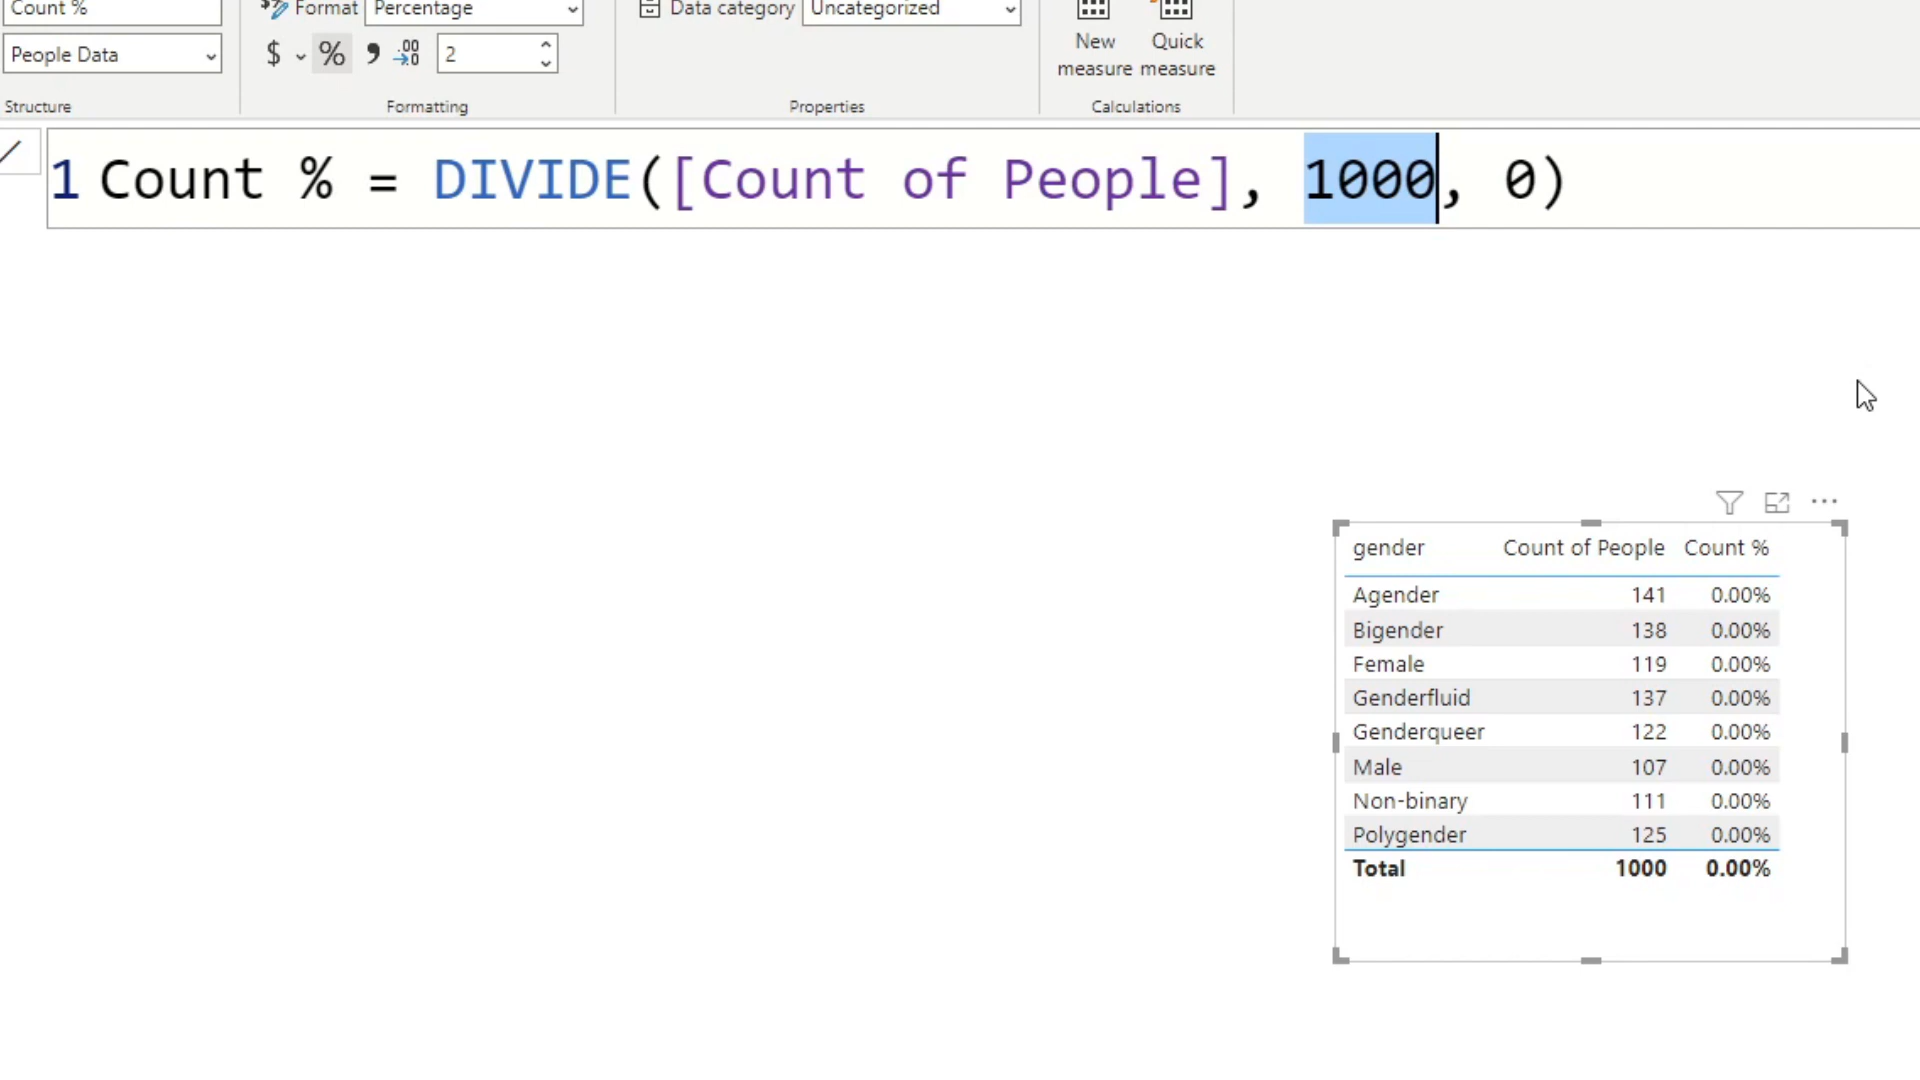 Count %
Format Percentage
Data category Uncategorized
People Data
$ % 9 .00 →.0 2
New measure
Quick measure
Structure
Formatting
Properties
Calculations
1 Count % = DIVIDE([Count of People], 1000, 0)
gender Count of People Count %
Agender 141 0.00%
Bigender 138 0.00%
Female 119 0.00%
Genderfluid 137 0.00%
Genderqueer 122 0.00%
Male 107 0.00%
Non-binary 111 0.00%
Polygender 125 0.00%
Total 1000 0.00%